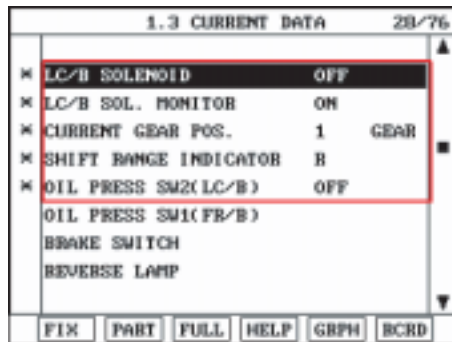 1.3 CURRENT DATA 28/76
* LC/B SOLENOID OFF
* LC/B SOL. MONITOR ON
* CURRENT GEAR POS. 1 GEAR
* SHIFT RANGE INDICATOR R
* OIL PRESS SW2(LC/B) OFF
OIL PRESS SW1(FR/B)
BRAKE SWITCH
REVERSE LAMP
FIX PART FULL HELP GRPH RCRD